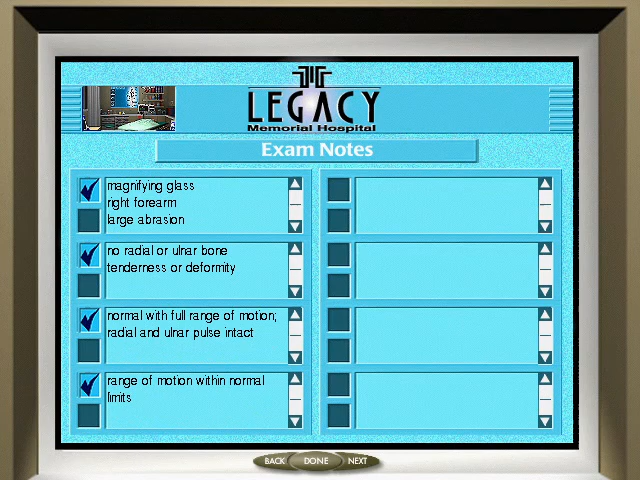 LEGACY
Memorial Hospital
Exam Notes
magnifying glass
right forearm
large abrasion
no radial or ulnar bone
tenderness or deformity
normal with full range of motion;
radial and ulnar pulse intact
range of motion within normal
limits
BACK DONE NEXT